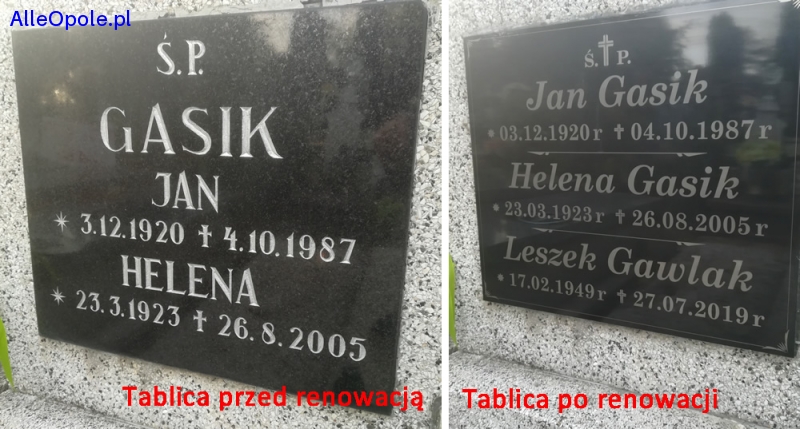 AlleOpole.pl
Ś.P.
GASIK
JAN
* 3.12.1920 † 4.10.1987
HELENA
* 23.3.1923 † 26.8.2005
Tablica przed renowacją
Ś.†P.
Jan Gasik
* 03.12.1920 r † 04.10.1987 r
Helena Gasik
* 23.03.1923 r † 26.08.2005 r
Leszek Gawlak
* 17.02.1949 r † 27.07.2019 r
Tablica po renowacji